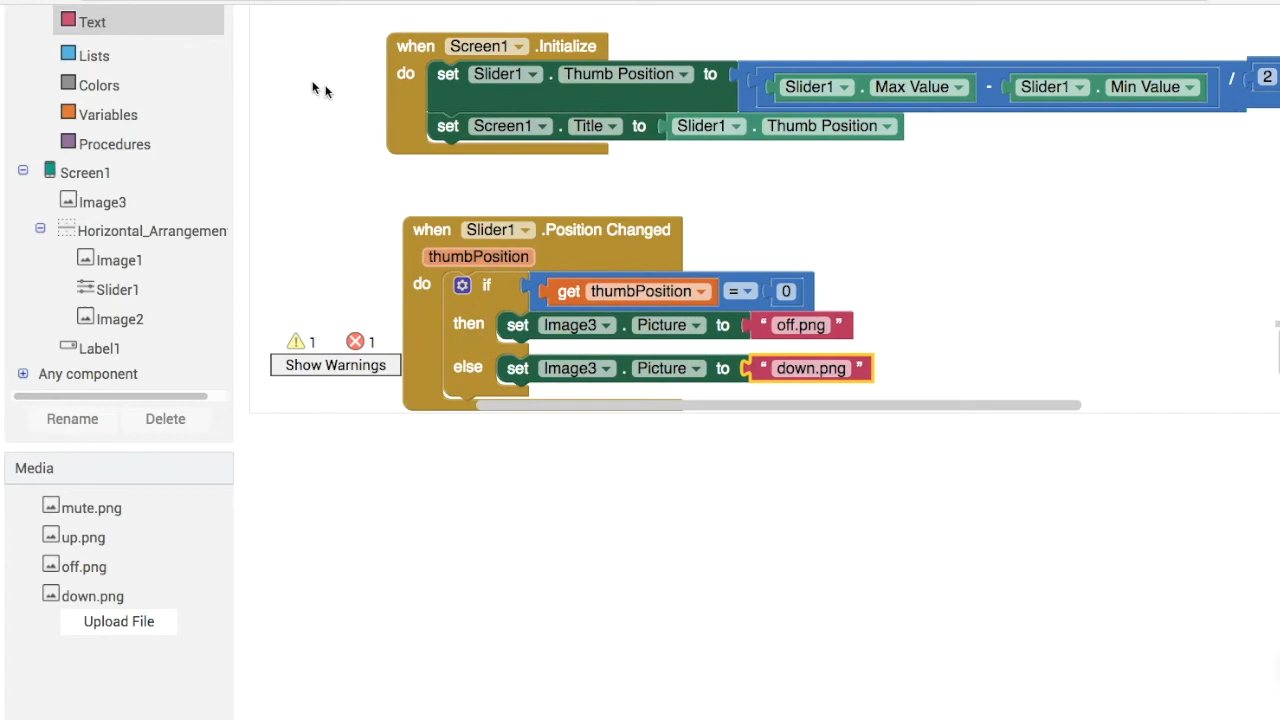 Text
Lists
Colors
Variables
Procedures
Screen1
Image3
Horizontal_Arrangemen
Image1
Slider1
Image2
Label1
Any component
Rename Delete
Media
mute.png
up.png
off.png
down.png
Upload File
when Screen1 .Initialize
do set Slider1 . Thumb Position to Slider1 . Max Value - Slider1 . Min Value / 2
set Screen1 . Title to Slider1 . Thumb Position
when Slider1 .Position Changed
thumbPosition
do if get thumbPosition = 0
then set Image3 . Picture to “ off.png ”
else set Image3 . Picture to “ down.png ”
1 1
Show Warnings